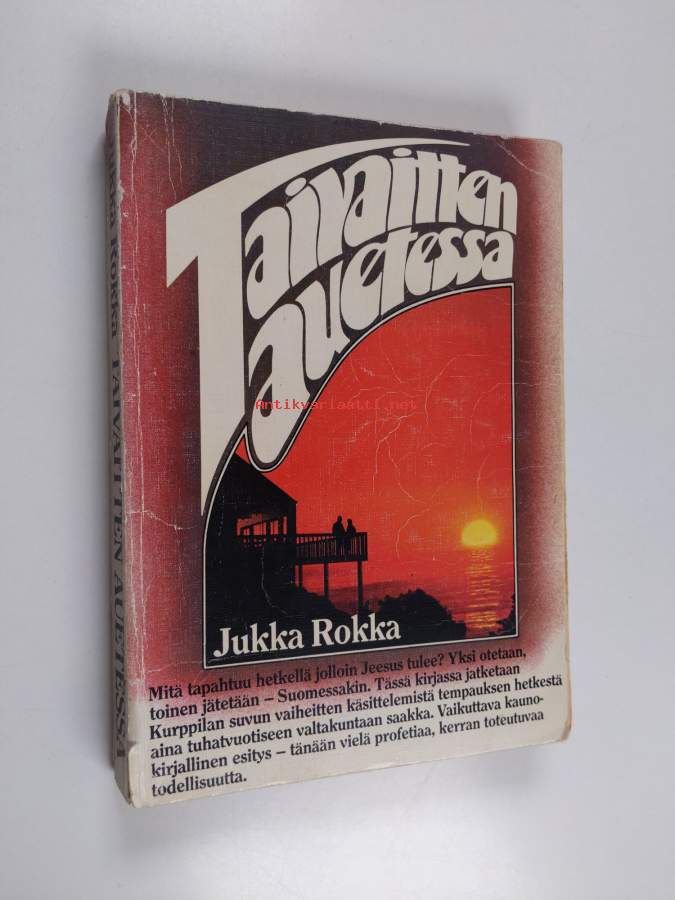 Taivaitten
auetessa
Antikvariaatti.net
Jukka Rokka
Mitä tapahtuu hetkellä jolloin Jeesus tulee? Yksi otetaan,
toinen jätetään – Suomessakin. Tässä kirjassa jatketaan
Kurppilan suvun vaiheitten käsittelemistä tempauksen hetkestä
aina tuhatvuotiseen valtakuntaan saakka. Vaikuttava kauno-
kirjallinen esitys – tänään vielä profetiaa, kerran toteutuvaa
todellisuutta.
Jukka Rokka TAIVAITTEN AUETESSA